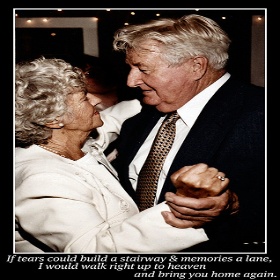 If tears could build a stairway & memories a lane,
I would walk right up to heaven
and bring you home again.